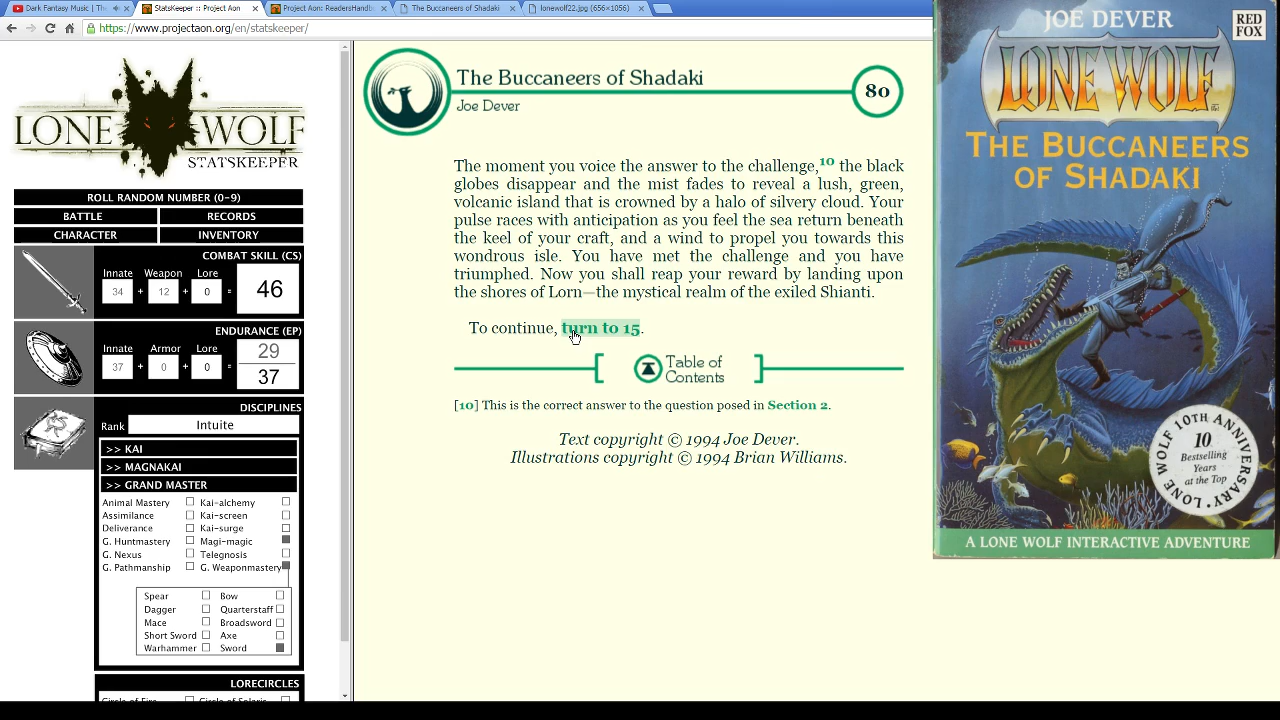 Dark Fantasy Music | Th
StatsKeeper :: Project Aon
Project Aon: ReadersHandb
The Buccaneers of Shadaki
lonewolf22.jpg (656×1056)
https://www.projectaon.org/en/statskeeper/
LONE WOLF
STATSKEEPER
ROLL RANDOM NUMBER (0-9)
BATTLE RECORDS
CHARACTER INVENTORY
COMBAT SKILL (CS)
Innate Weapon Lore
34 + 12 + 0 = 46
ENDURANCE (EP)
Innate Armor Lore 29
37 + 0 + 0 = 37
DISCIPLINES
Rank Intuite
>> KAI
>> MAGNAKAI
>> GRAND MASTER
Animal Mastery Kai-alchemy
Assimilance Kai-screen
Deliverance Kai-surge
G. Huntmastery Magi-magic
G. Nexus Telegnosis
G. Pathmanship G. Weaponmastery
Spear Bow
Dagger Quarterstaff
Mace Broadsword
Short Sword Axe
Warhammer Sword
LORECIRCLES
Circle of Fire Circle of Solaris
The Buccaneers of Shadaki
80
Joe Dever
The moment you voice the answer to the challenge,10 the black
globes disappear and the mist fades to reveal a lush, green,
volcanic island that is crowned by a halo of silvery cloud. Your
pulse races with anticipation as you feel the sea return beneath
the keel of your craft, and a wind to propel you towards this
wondrous isle. You have met the challenge and you have
triumphed. Now you shall reap your reward by landing upon
the shores of Lorn—the mystical realm of the exiled Shianti.
To continue, turn to 15.
Table of
Contents
[10] This is the correct answer to the question posed in Section 2.
Text copyright © 1994 Joe Dever.
Illustrations copyright © 1994 Brian Williams.
JOE DEVER
RED
FOX
LONE WOLF
THE BUCCANEERS
OF SHADAKI
LONE WOLF 10TH ANNIVERSARY
10
Bestselling
Years
at the Top
A LONE WOLF INTERACTIVE ADVENTURE